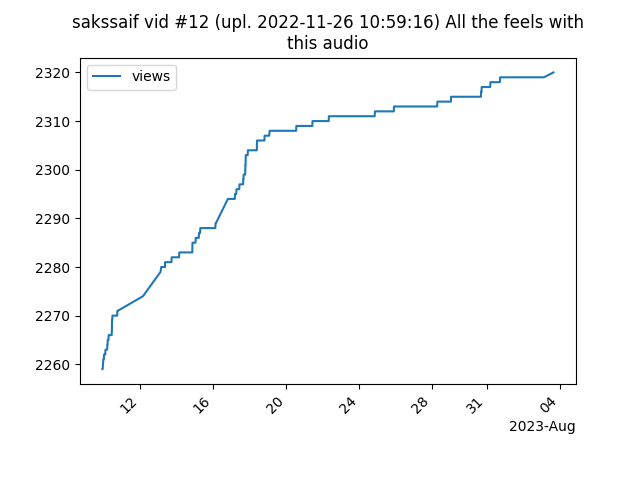 sakssaif vid #12 (upl. 2022-11-26 10:59:16) All the feels with
this audio
views
2320
2310
2300
2290
2280
2270
2260
12 16 20 24 28 31 04
2023-Aug